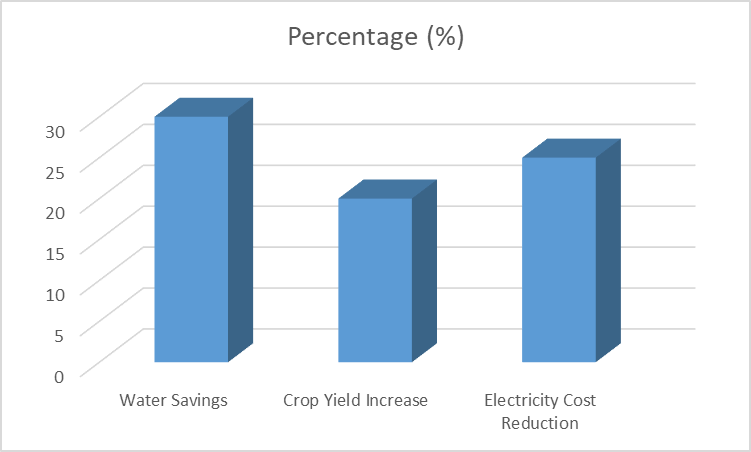 Percentage (%)
30
25
20
15
10
5
0
Water Savings
Crop Yield Increase
Electricity Cost
Reduction